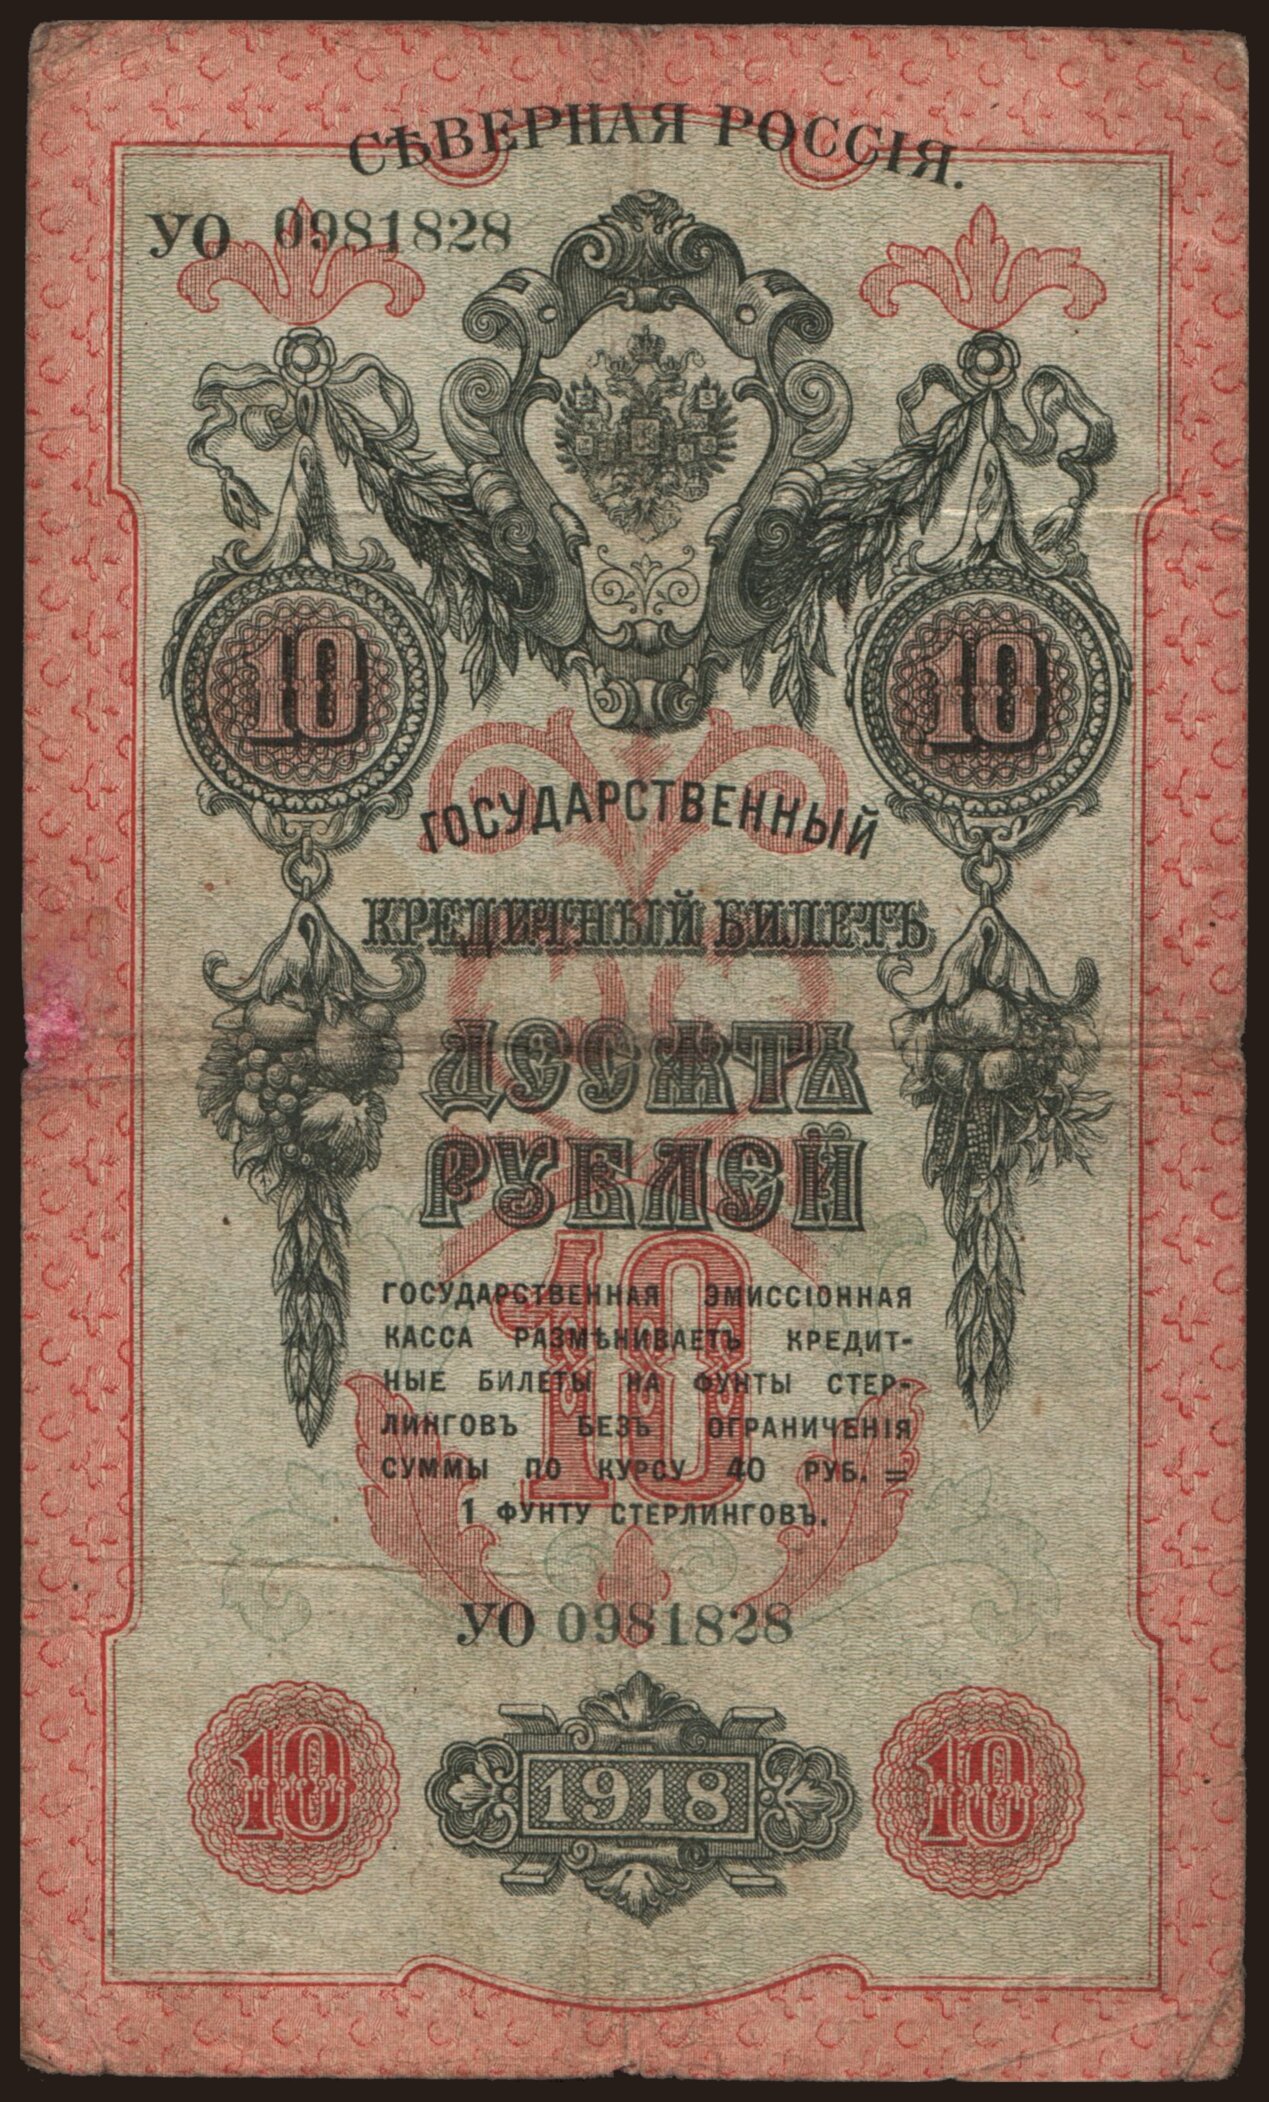 СѢВЕРНАЯ РОССІЯ.
УО 0981828
10
10
ГОСУДАРСТВЕННЫЙ
КРЕДИТНЫЙ БИЛЕТЪ
ДЕСЯТЬ
РУБЛЕЙ
10
ГОСУДАРСТВЕННАЯ ЭМИССІОННАЯ
КАССА РАЗМѢНИВАЕТЪ КРЕДИТ-
НЫЕ БИЛЕТЫ НА ФУНТЫ СТЕР-
ЛИНГОВЪ БЕЗЪ ОГРАНИЧЕНІЯ
СУММЫ ПО КУРСУ 40 РУБ. =
1 ФУНТУ СТЕРЛИНГОВЪ.
УО 0981828
10
1918
10